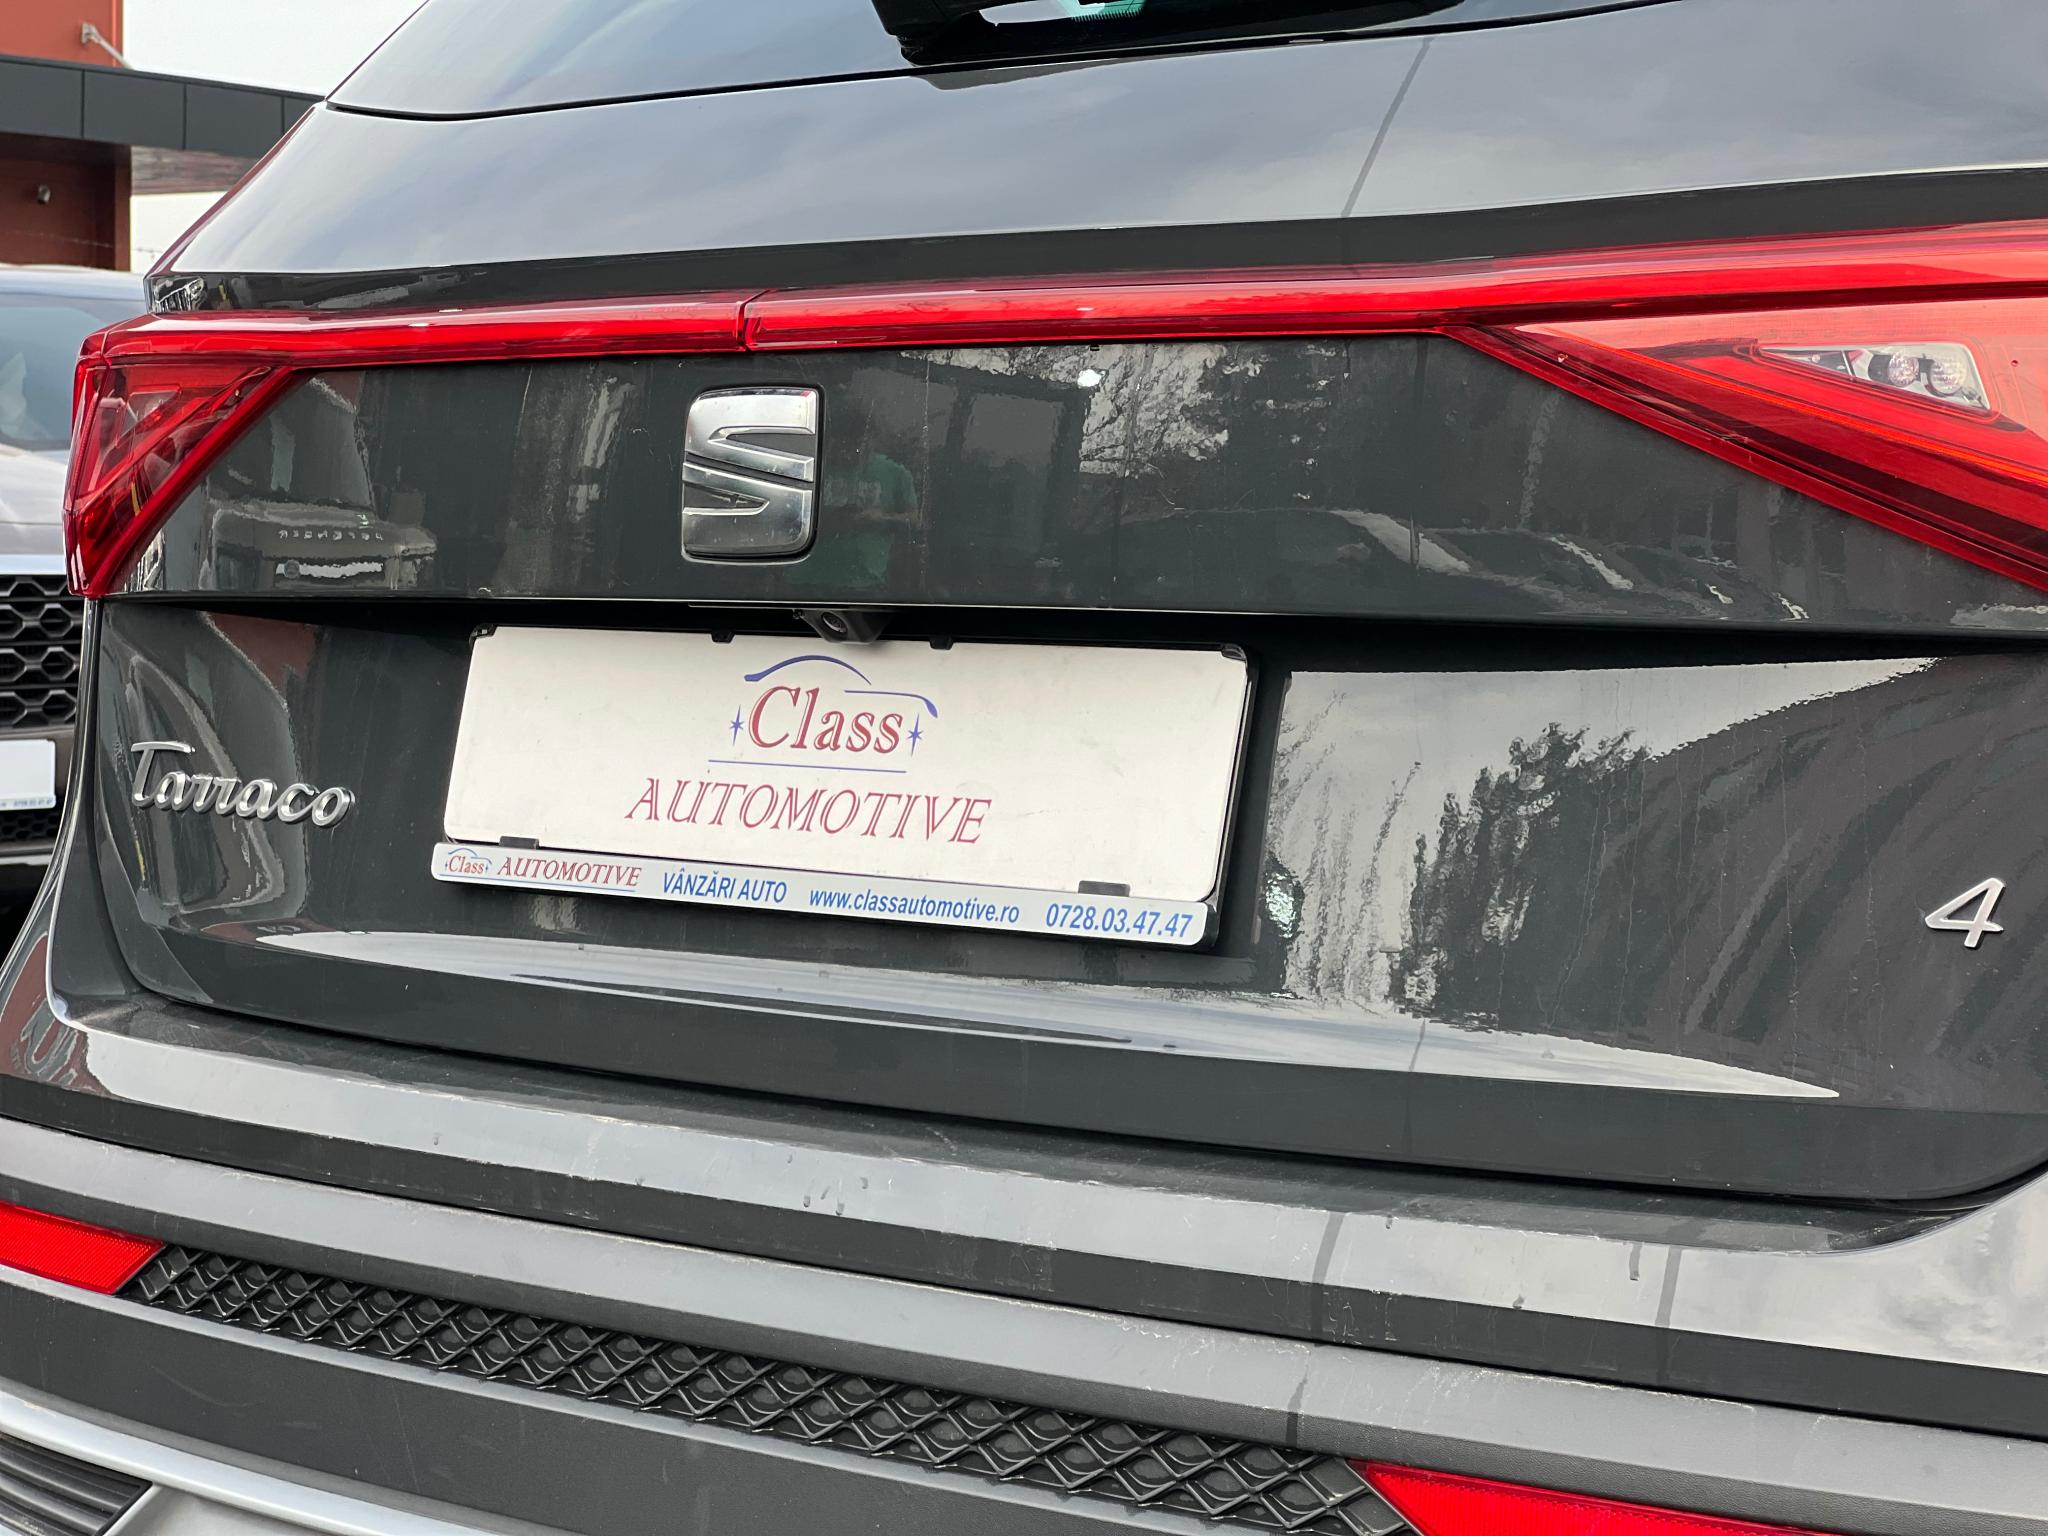 Class
AUTOMOTIVE
Tarraco
Class AUTOMOTIVE VÂNZĂRI AUTO www.classautomotive.ro 0728.03.47.47
4